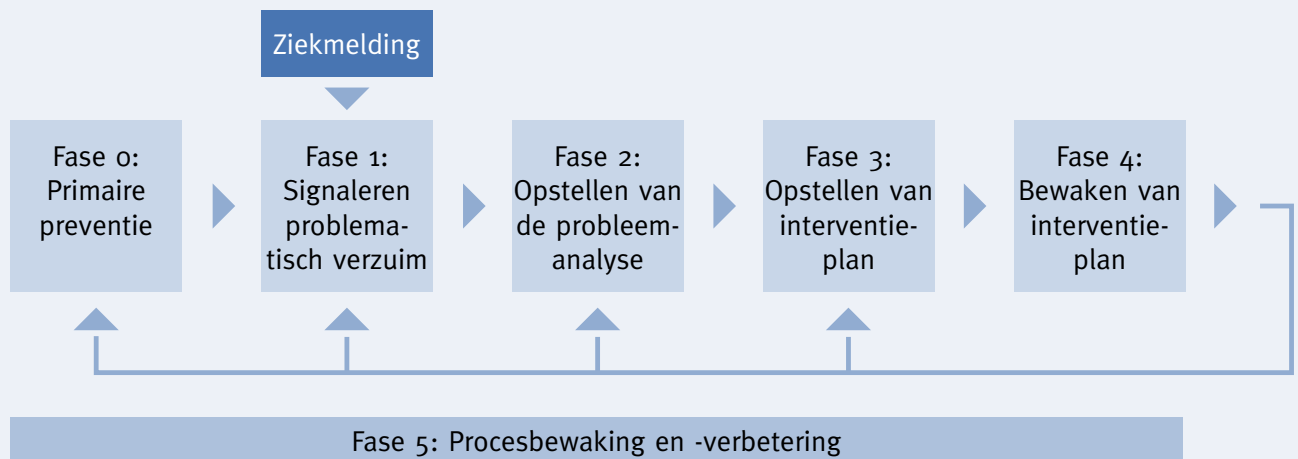 Ziekmelding
Fase 0:
Primaire
preventie
Fase 1:
Signaleren
problema-
tisch verzuim
Fase 2:
Opstellen van
de probleem-
analyse
Fase 3:
Opstellen van
interventie-
plan
Fase 4:
Bewaken van
interventie-
plan
Fase 5: Procesbewaking en -verbetering